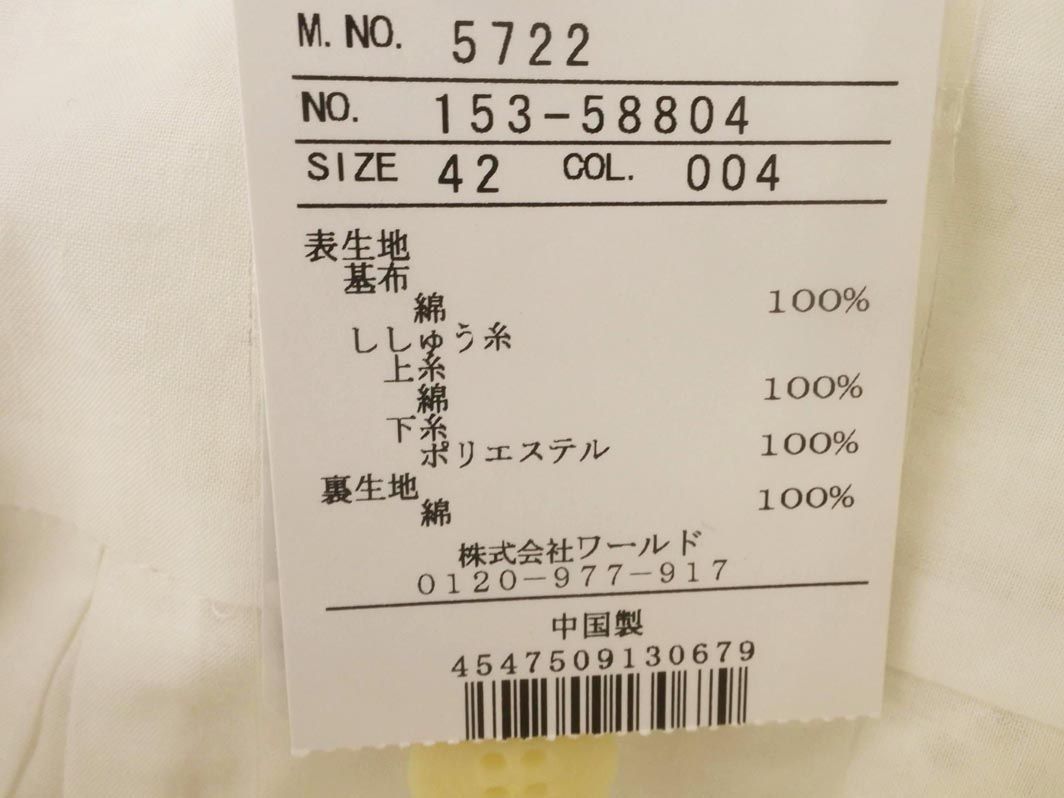 M. NO. 5722
NO. 153-58804
SIZE 42 COL. 004
表生地
基布
綿 100%
ししゅう糸
上糸
綿 100%
下糸
ポリエステル 100%
裏生地
綿 100%
株式会社ワールド
0120-977-917
中国製
4547509130679